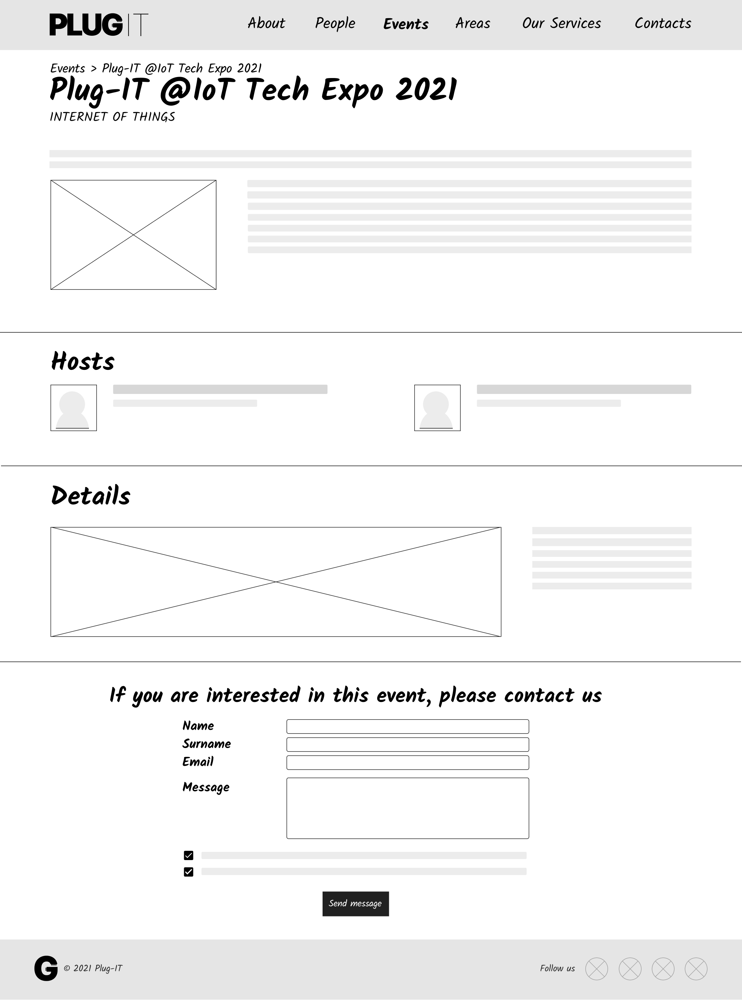 PLUG IT
About People Events Areas Our Services Contacts
Events > Plug-IT @IoT Tech Expo 2021
Plug-IT @IoT Tech Expo 2021
INTERNET OF THINGS
Hosts
Details
If you are interested in this event, please contact us
Name
Surname
Email
Message
Send message
G © 2021 Plug-IT
Follow us